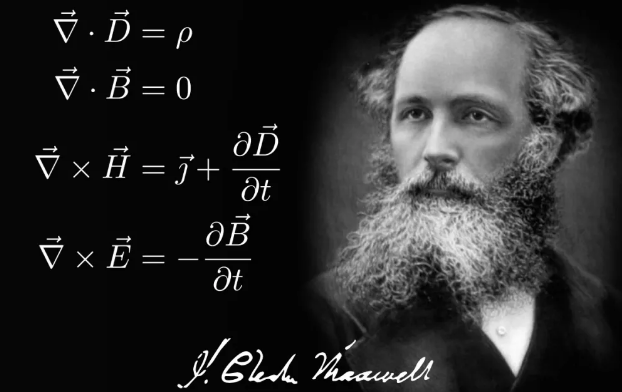 ∇⃗ · D⃗ = ρ
∇⃗ · B⃗ = 0
∇⃗ × H⃗ = ȷ⃗ + ∂D⃗/∂t
∇⃗ × E⃗ = −∂B⃗/∂t
J. Clerk Maxwell